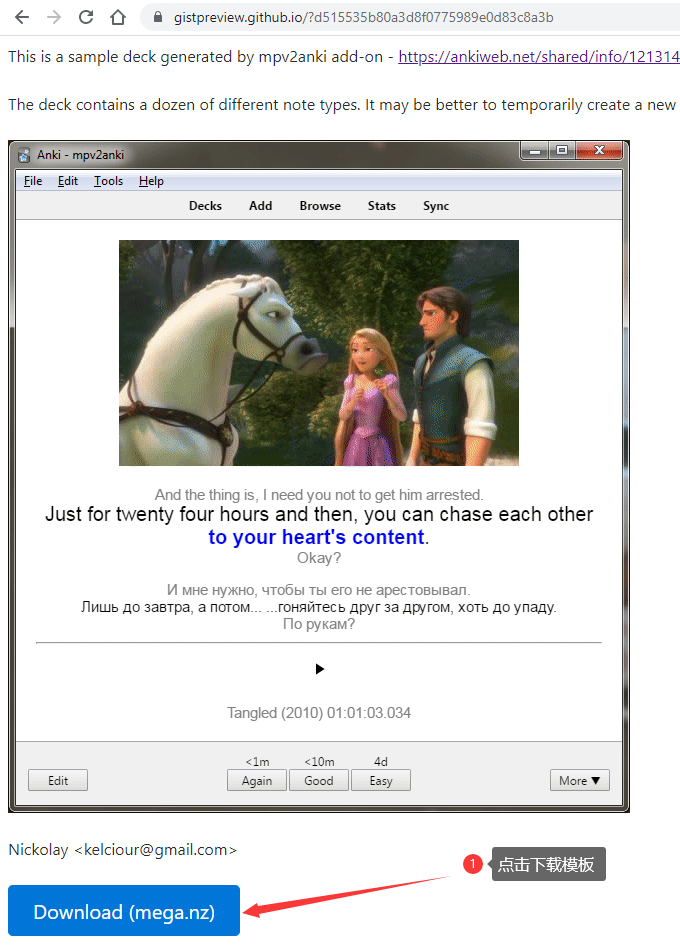 gistpreview.github.io/?d515535b80a3d8f0775989e0d83c8a3b
This is a sample deck generated by mpv2anki add-on - https://ankiweb.net/shared/info/121314
The deck contains a dozen of different note types. It may be better to temporarily create a new
Anki - mpv2anki
File Edit Tools Help
Decks Add Browse Stats Sync
And the thing is, I need you not to get him arrested.
Just for twenty four hours and then, you can chase each other
to your heart's content.
Okay?
И мне нужно, чтобы ты его не арестовывал.
Лишь до завтра, а потом... ...гоняйтесь друг за другом, хоть до упаду.
По рукам?
Tangled (2010) 01:01:03.034
<1m <10m 4d
Edit Again Good Easy More ▼
Nickolay <kelciour@gmail.com>
1 点击下载模板
Download (mega.nz)